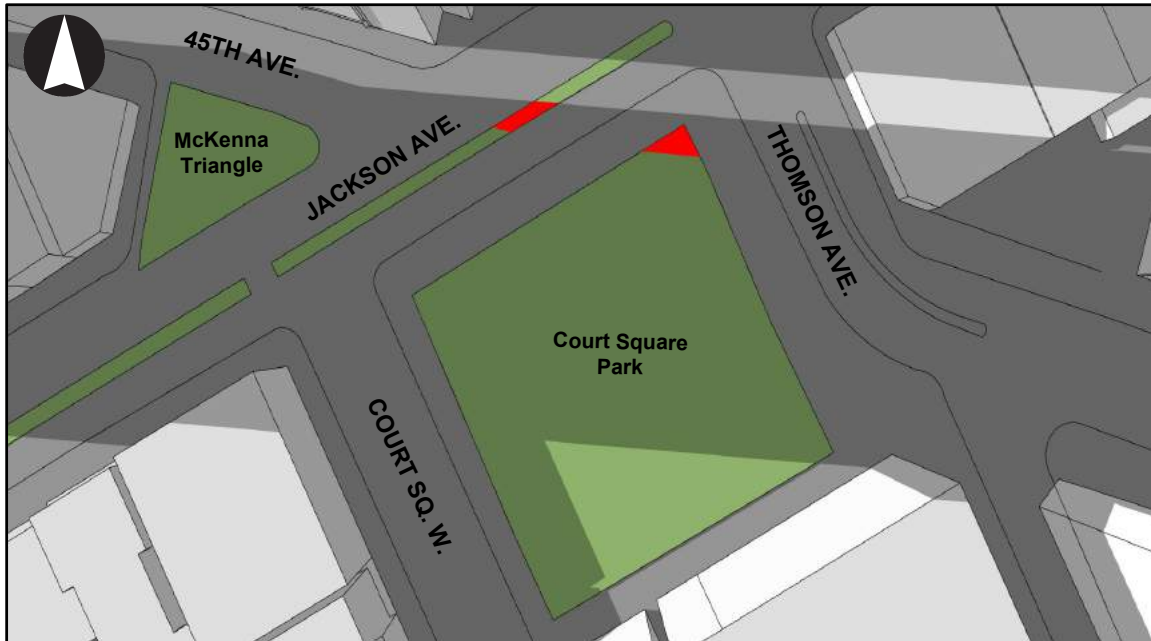 45TH AVE.
McKenna
Triangle
JACKSON AVE.
THOMSON AVE.
Court Square
Park
COURT SQ. W.